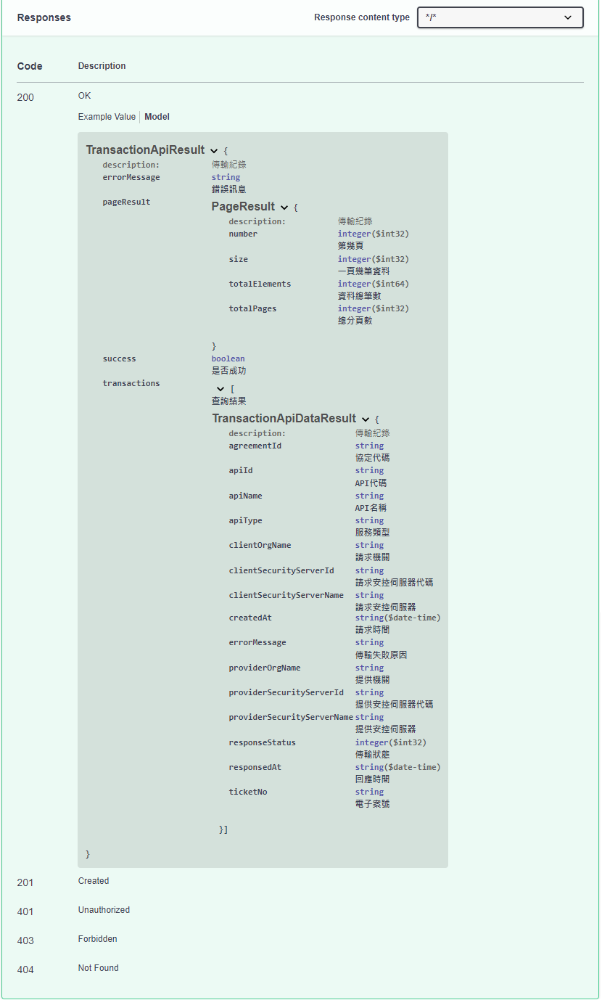 Responses
Response content type
*/*
Code Description
200 OK
Example Value Model
TransactionApiResult {
description: 傳輸紀錄
errorMessage string
錯誤訊息
pageResult PageResult {
description: 傳輸紀錄
number integer($int32)
第幾頁
size integer($int32)
一頁幾筆資料
totalElements integer($int64)
資料總筆數
totalPages integer($int32)
總分頁數
}
success boolean
是否成功
transactions [
查詢結果
TransactionApiDataResult {
description: 傳輸紀錄
agreementId string
協定代碼
apiId string
API代碼
apiName string
API名稱
apiType string
服務類型
clientOrgName string
請求機關
clientSecurityServerId string
請求安控伺服器代碼
clientSecurityServerName string
請求安控伺服器
createdAt string($date-time)
請求時間
errorMessage string
傳輸失敗原因
providerOrgName string
提供機關
providerSecurityServerId string
提供安控伺服器代碼
providerSecurityServerName string
提供安控伺服器
responseStatus integer($int32)
傳輸狀態
responsedAt string($date-time)
回應時間
ticketNo string
電子案號
}]
}
201 Created
401 Unauthorized
403 Forbidden
404 Not Found